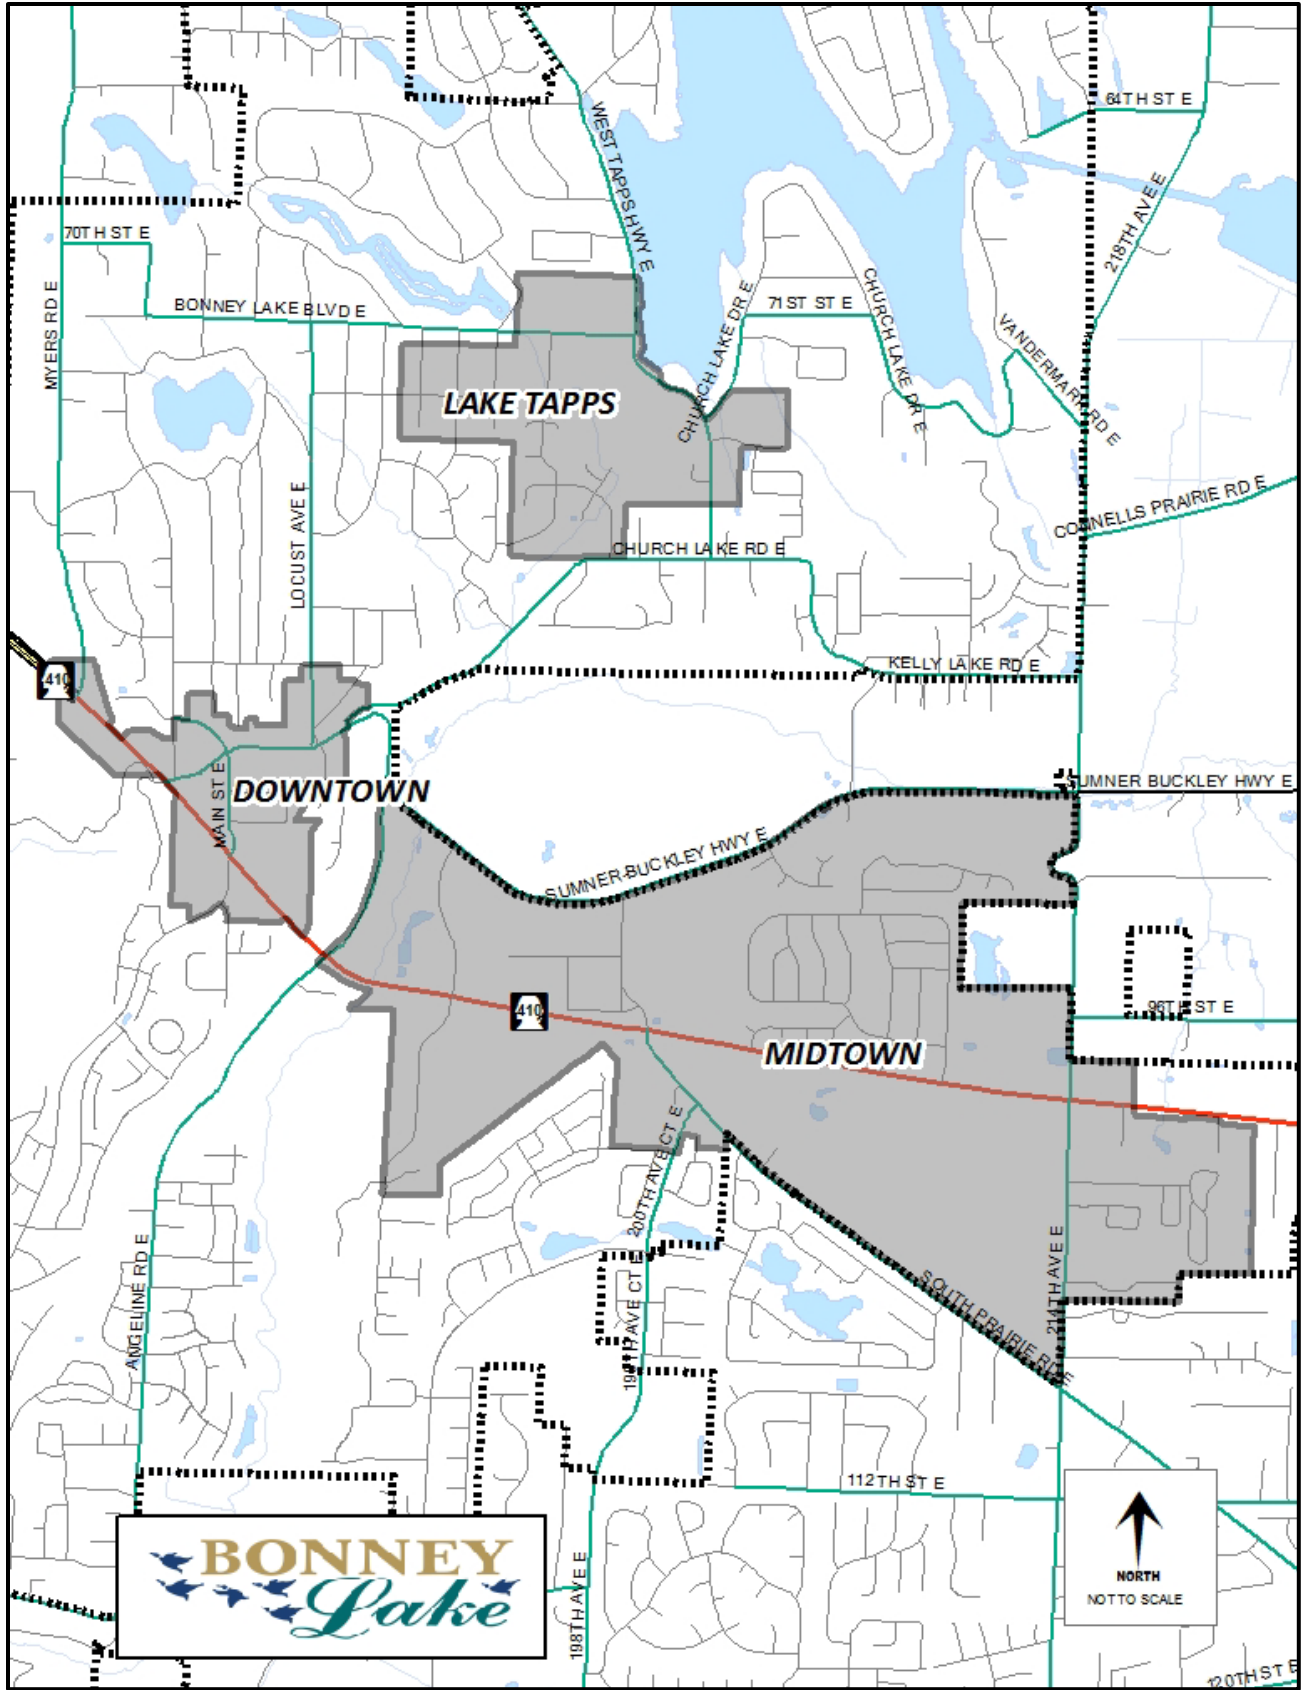 64TH ST E
WEST TAPPS HWY E
218TH AVE E
70TH ST E
MYERS RD E
BONNEY LAKE BLVD E
71ST ST E
CHURCH LAKE DR E
CHURCH LAKE DR E
VANDERMARK RD E
LAKE TAPPS
CONNELLS PRAIRIE RD E
LOCUST AVE E
CHURCH LAKE RD E
KELLY LAKE RD E
410
SUMNER BUCKLEY HWY E
DOWNTOWN
MAIN ST E
SUMNER-BUCKLEY HWY E
410
96TH ST E
MIDTOWN
200TH AVE CT E
ANGELINE RD E
214TH AVE E
SOUTH PRAIRIE RD E
112TH ST E
BONNEY
Lake
198TH AVE E
NORTH
NOT TO SCALE
120TH ST E